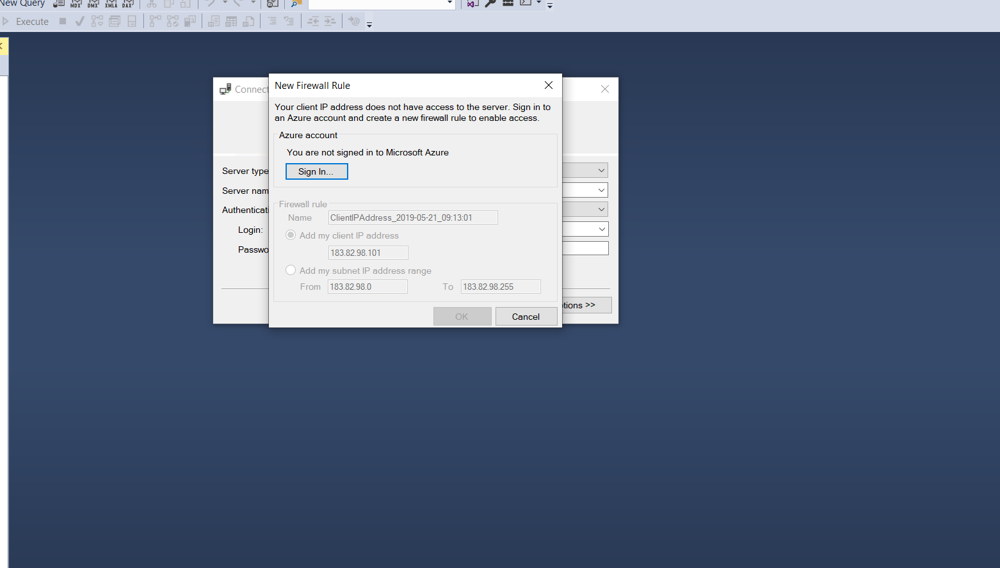 New Query MDX DMX XMLA DAX
Execute
Connect
New Firewall Rule
Your client IP address does not have access to the server. Sign in to
an Azure account and create a new firewall rule to enable access.
Azure account
You are not signed in to Microsoft Azure
Sign In...
Server type
Server nam
Authenticati
Login:
Passwo
Firewall rule
Name ClientIPAddress_2019-05-21_09:13:01
Add my client IP address
183.82.98.101
Add my subnet IP address range
From 183.82.98.0 To 183.82.98.255
OK Cancel
tions >>